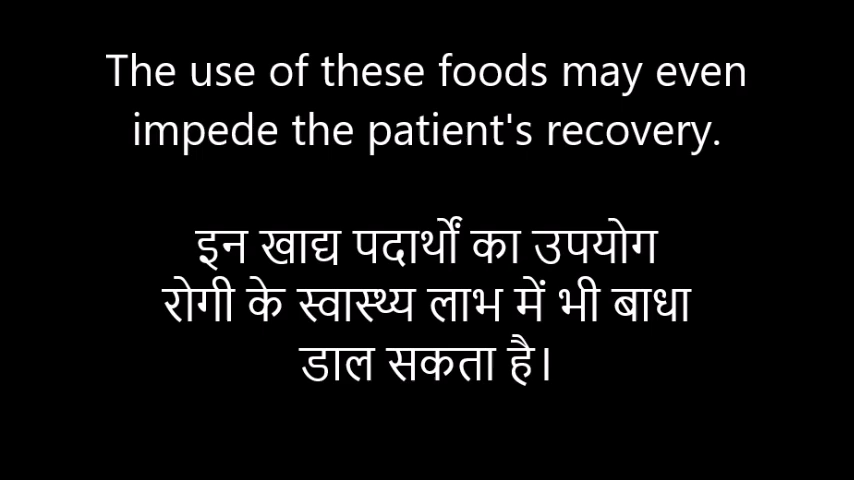 The use of these foods may even
impede the patient's recovery.
इन खाद्य पदार्थों का उपयोग
रोगी के स्वास्थ्य लाभ में भी बाधा
डाल सकता है।